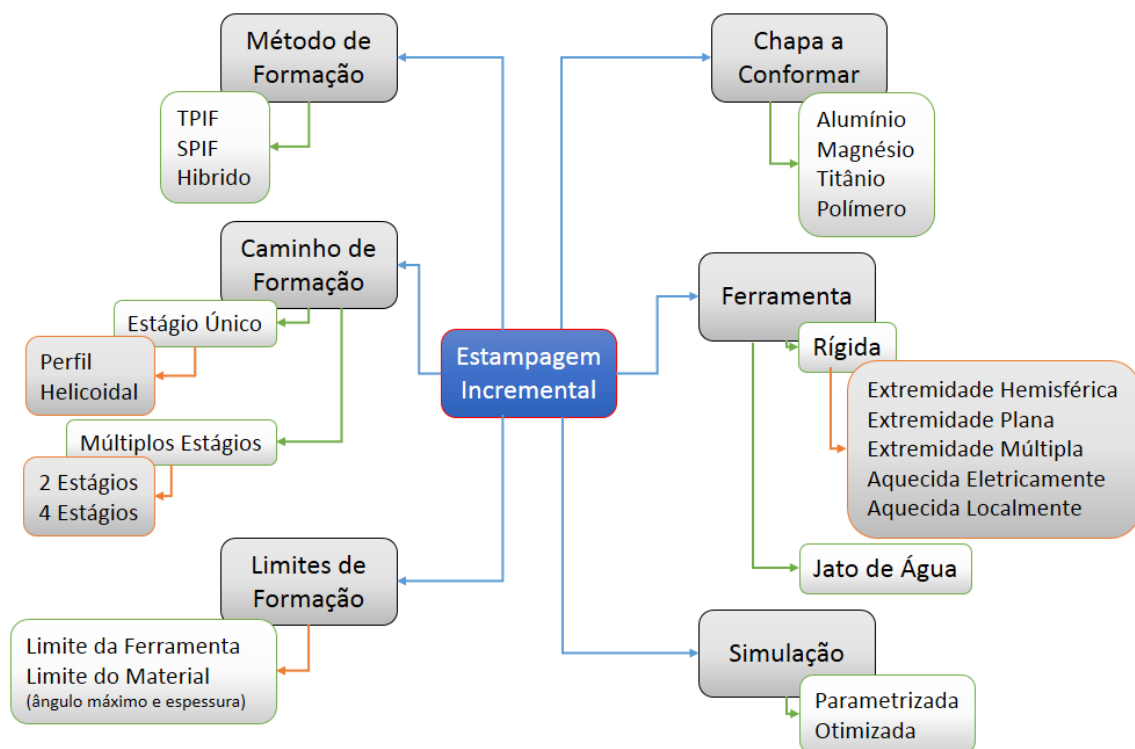 Método de
Formação
TPIF
SPIF
Hibrido
Caminho de
Formação
Estágio Único
Perfil
Helicoidal
Múltiplos Estágios
2 Estágios
4 Estágios
Limites de
Formação
Limite da Ferramenta
Limite do Material
(ângulo máximo e espessura)
Estampagem
Incremental
Chapa a
Conformar
Alumínio
Magnésio
Titânio
Polímero
Ferramenta
Rígida
Extremidade Hemisférica
Extremidade Plana
Extremidade Múltipla
Aquecida Eletricamente
Aquecida Localmente
Jato de Água
Simulação
Parametrizada
Otimizada